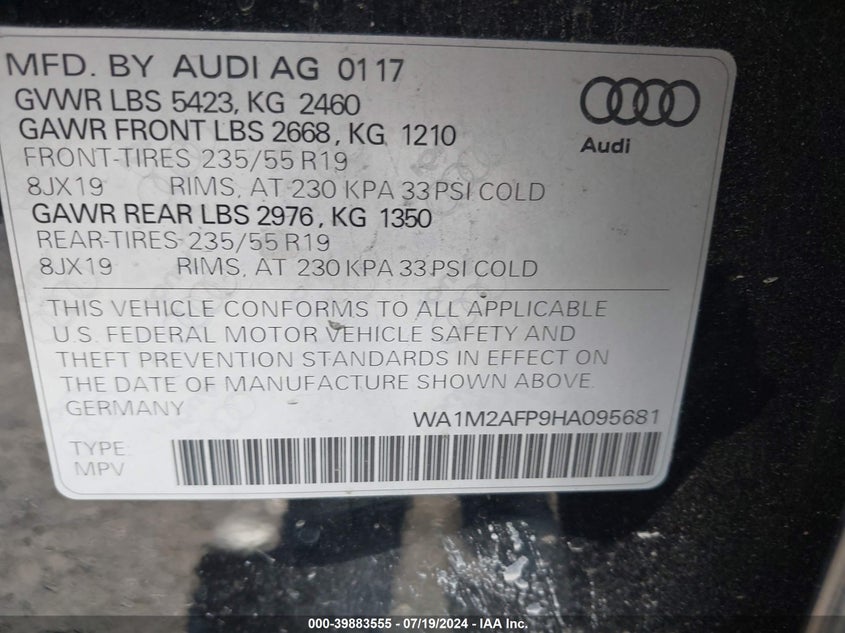 MFD. BY AUDI AG 01 17
GVWR LBS 5423, KG 2460
GAWR FRONT LBS 2668, KG 1210
FRONT-TIRES 235/55 R19
8JX19 RIMS, AT 230 KPA 33 PSI COLD
GAWR REAR LBS 2976, KG 1350
REAR-TIRES 235/55 R19
8JX19 RIMS, AT 230 KPA 33 PSI COLD
Audi
THIS VEHICLE CONFORMS TO ALL APPLICABLE
U.S. FEDERAL MOTOR VEHICLE SAFETY AND
THEFT PREVENTION STANDARDS IN EFFECT ON
THE DATE OF MANUFACTURE SHOWN ABOVE.
GERMANY
WA1M2AFP9HA095681
TYPE:
MPV
000-39883555 - 07/19/2024 - IAA Inc.